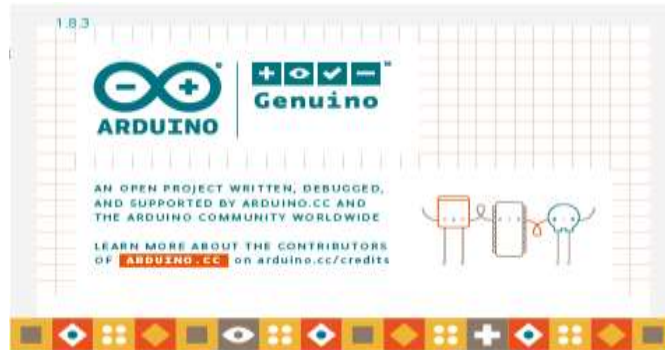 1.8.3
ARDUINO
Genuino
AN OPEN PROJECT WRITTEN, DEBUGGED,
AND SUPPORTED BY ARDUINO.CC AND
THE ARDUINO COMMUNITY WORLDWIDE
LEARN MORE ABOUT THE CONTRIBUTORS
OF ARDUINO.CC on arduino.cc/credits